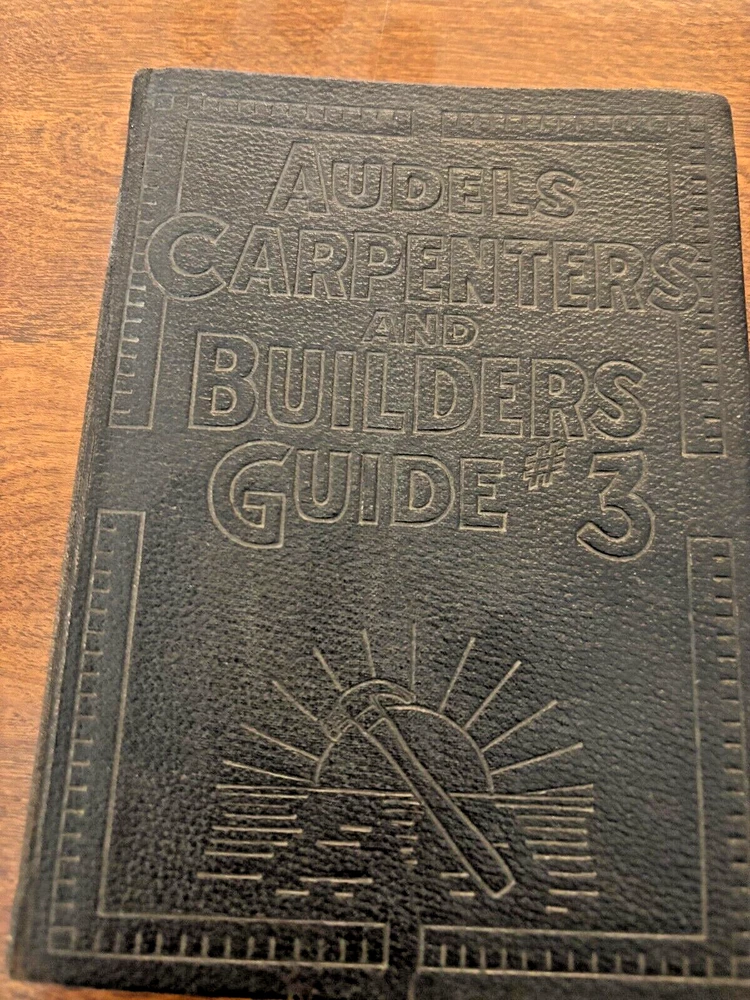 AUDELS
CARPENTERS
AND
BUILDERS
GUIDE #3